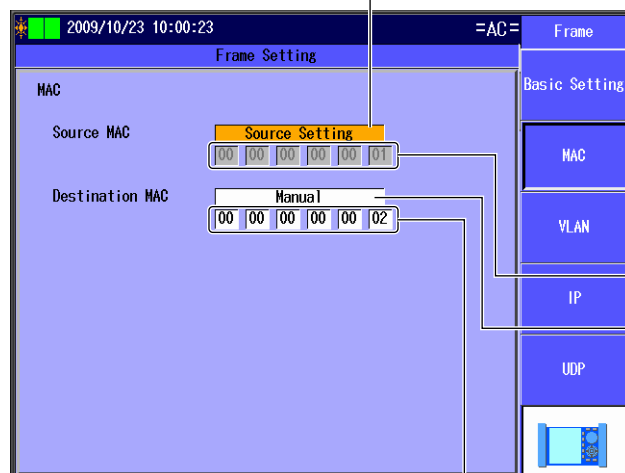 2009/10/23 10:00:23 =AC= Frame
Frame Setting
MAC
Basic Setting
Source MAC Source Setting
00 00 00 00 00 01
MAC
Destination MAC Manual
00 00 00 00 00 02
VLAN
IP
UDP